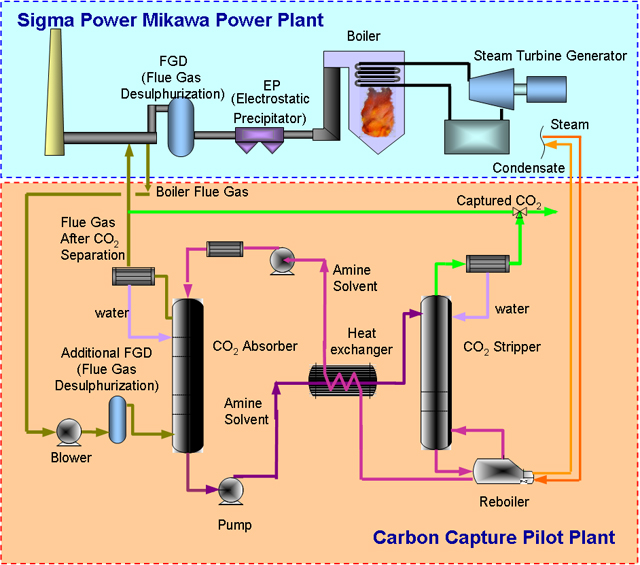 Sigma Power Mikawa Power Plant
Boiler
FGD
(Flue Gas
Desulphurization)
EP
(Electrostatic
Precipitator)
Steam Turbine Generator
Steam
Condensate
Boiler Flue Gas
Captured CO2
Flue Gas
After CO2
Separation
Amine
Solvent
water
water
CO2 Absorber
Heat
exchanger
CO2 Stripper
Additional FGD
(Flue Gas
Desulphurization)
Amine
Solvent
Blower
Pump
Reboiler
Carbon Capture Pilot Plant